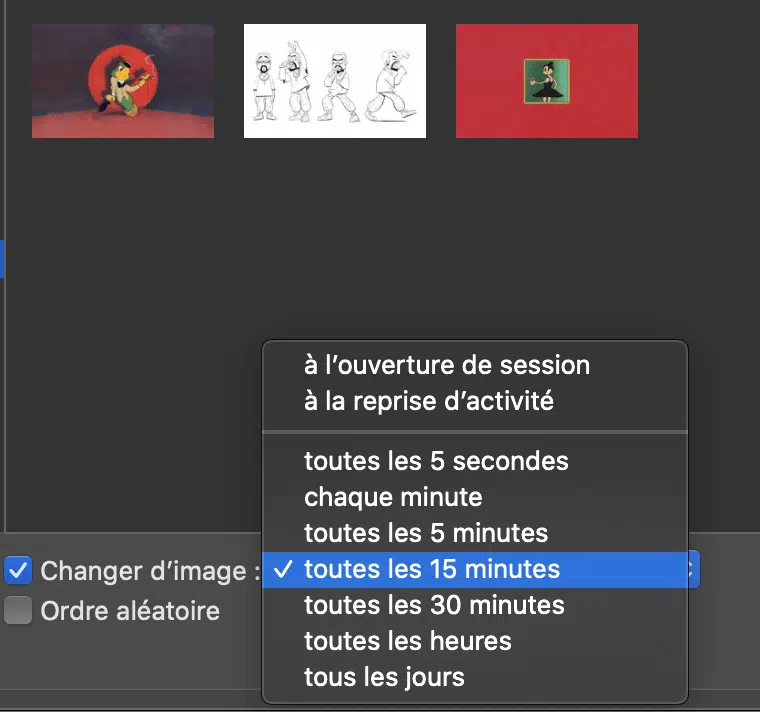 à l’ouverture de session
à la reprise d’activité
toutes les 5 secondes
chaque minute
toutes les 5 minutes
Changer d’image :
toutes les 15 minutes
Ordre aléatoire
toutes les 30 minutes
toutes les heures
tous les jours